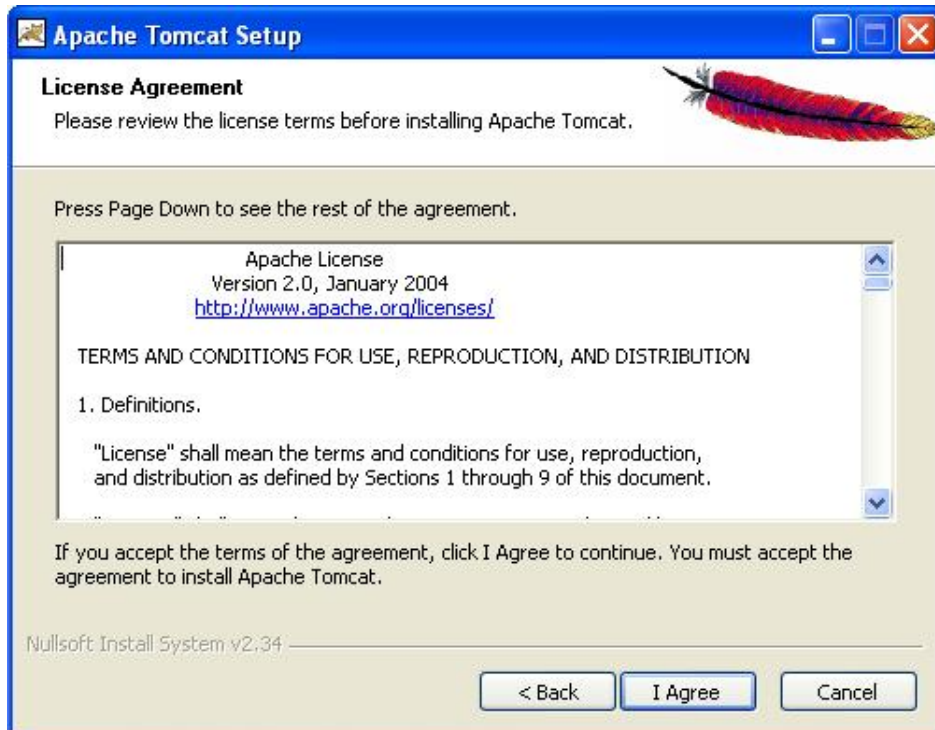 Apache Tomcat Setup
License Agreement
Please review the license terms before installing Apache Tomcat.
Press Page Down to see the rest of the agreement.
Apache License
Version 2.0, January 2004
http://www.apache.org/licenses/
TERMS AND CONDITIONS FOR USE, REPRODUCTION, AND DISTRIBUTION
1. Definitions.
"License" shall mean the terms and conditions for use, reproduction,
and distribution as defined by Sections 1 through 9 of this document.
If you accept the terms of the agreement, click I Agree to continue. You must accept the
agreement to install Apache Tomcat.
Nullsoft Install System v2.34
< Back
I Agree
Cancel